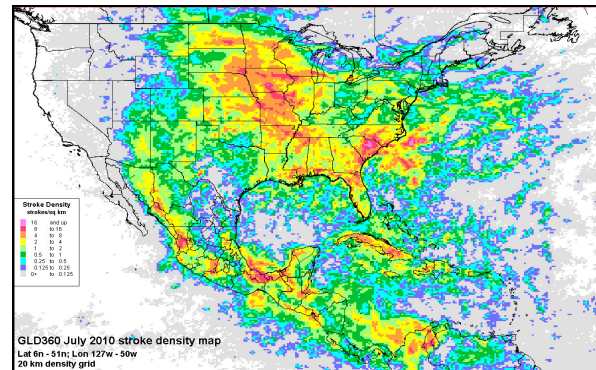 Stroke Density
strokes/sq km
16 and up
8 to 16
4 to 8
2 to 4
1 to 2
0.5 to 1
0.25 to 0.5
0.125 to 0.25
0+ to 0.125
GLD360 July 2010 stroke density map
Lat 6n - 51n; Lon 127w - 50w
20 km density grid